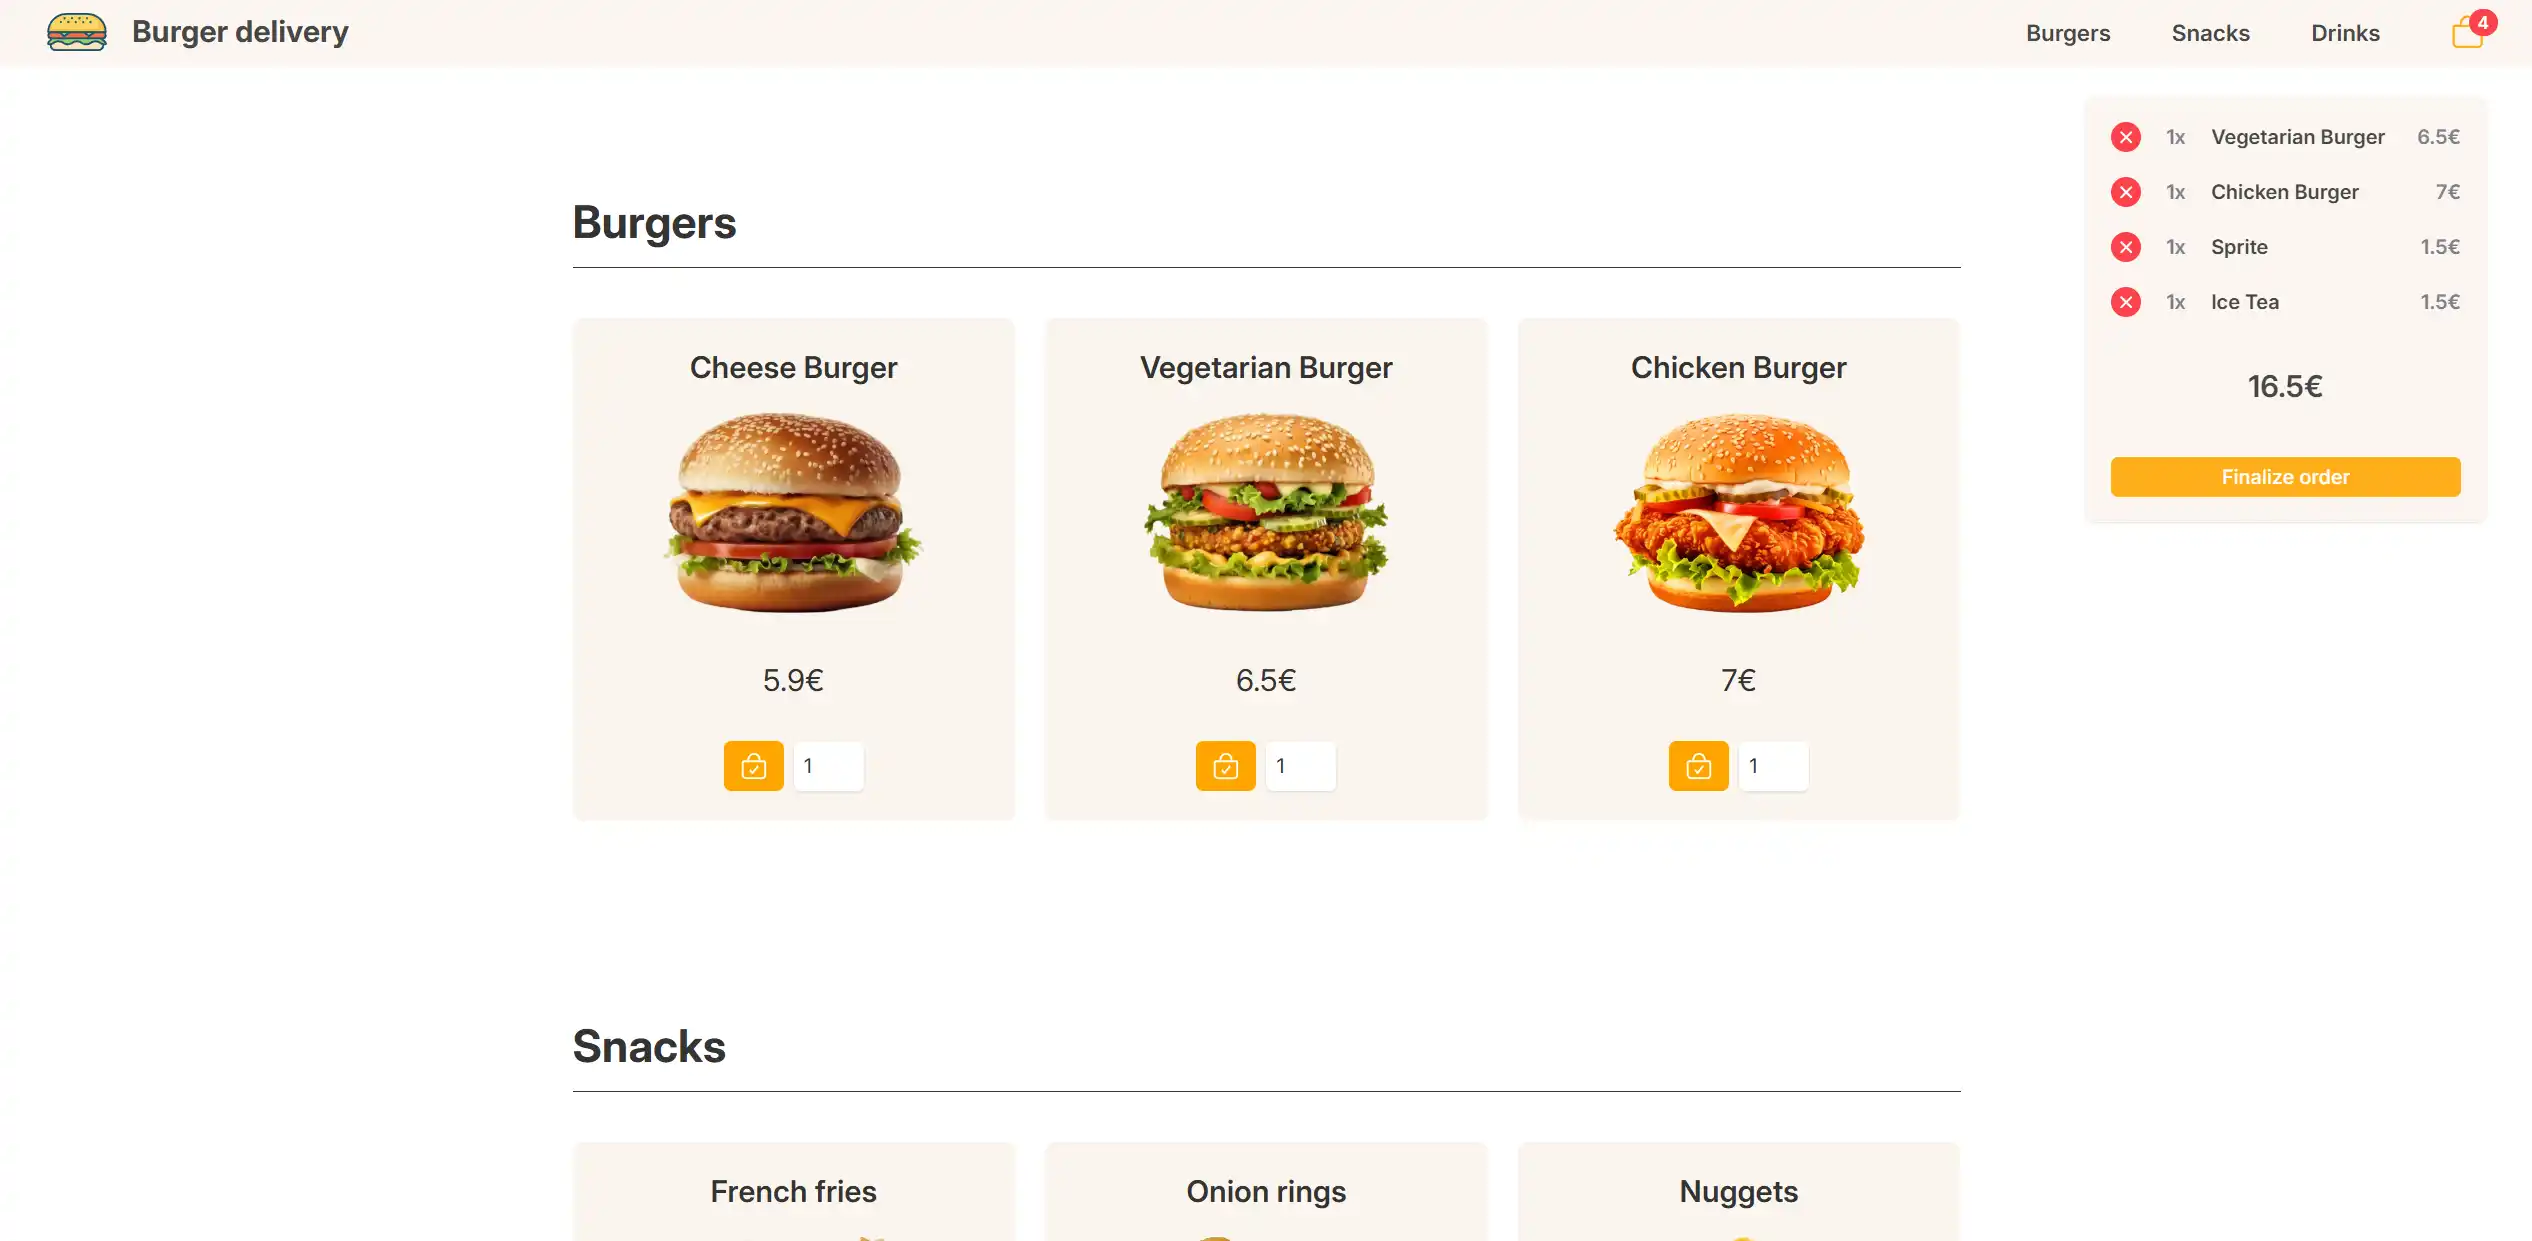 Burger delivery
Burgers Snacks Drinks 4
1x Vegetarian Burger 6.5€
1x Chicken Burger 7€
1x Sprite 1.5€
1x Ice Tea 1.5€
16.5€
Finalize order
Burgers
Cheese Burger
5.9€
1
Vegetarian Burger
6.5€
1
Chicken Burger
7€
1
Snacks
French fries
Onion rings
Nuggets